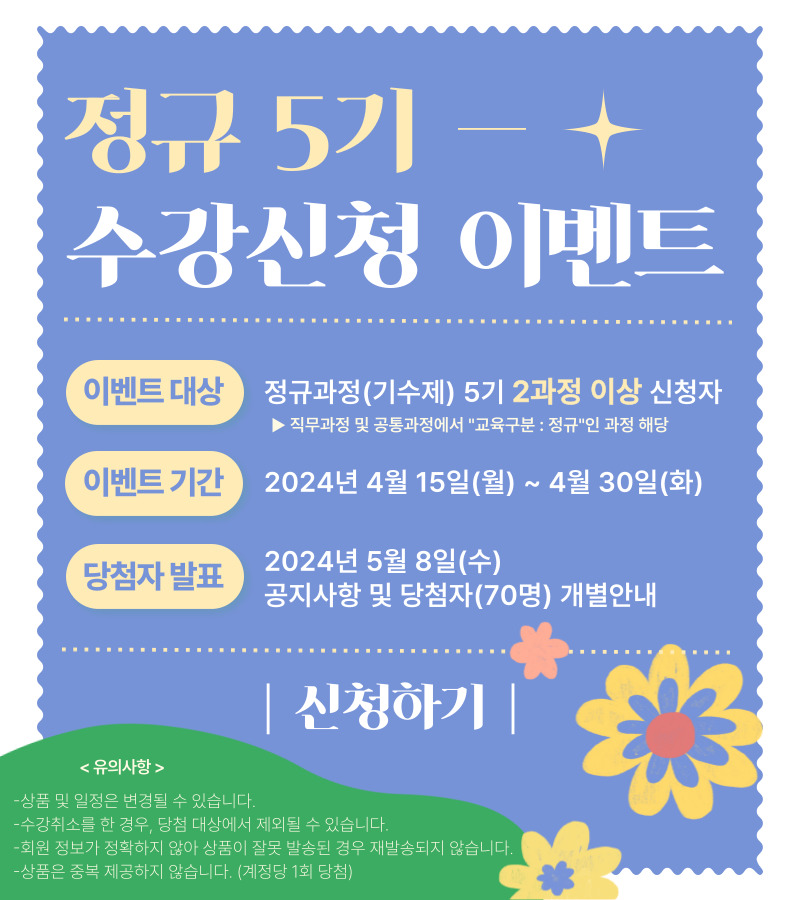 정규 5기
수강신청 이벤트
이벤트 대상
정규과정(기수제) 5기 2과정 이상 신청자
▶ 직무과정 및 공통과정에서 "교육구분 : 정규"인 과정 해당
이벤트 기간
2024년 4월 15일(월) ~ 4월 30일(화)
당첨자 발표
2024년 5월 8일(수)
공지사항 및 당첨자(70명) 개별안내
| 신청하기 |
< 유의사항 >
-상품 및 일정은 변경될 수 있습니다.
-수강취소를 한 경우, 당첨 대상에서 제외될 수 있습니다.
-회원 정보가 정확하지 않아 상품이 잘못 발송된 경우 재발송되지 않습니다.
-상품은 중복 제공하지 않습니다. (계정당 1회 당첨)